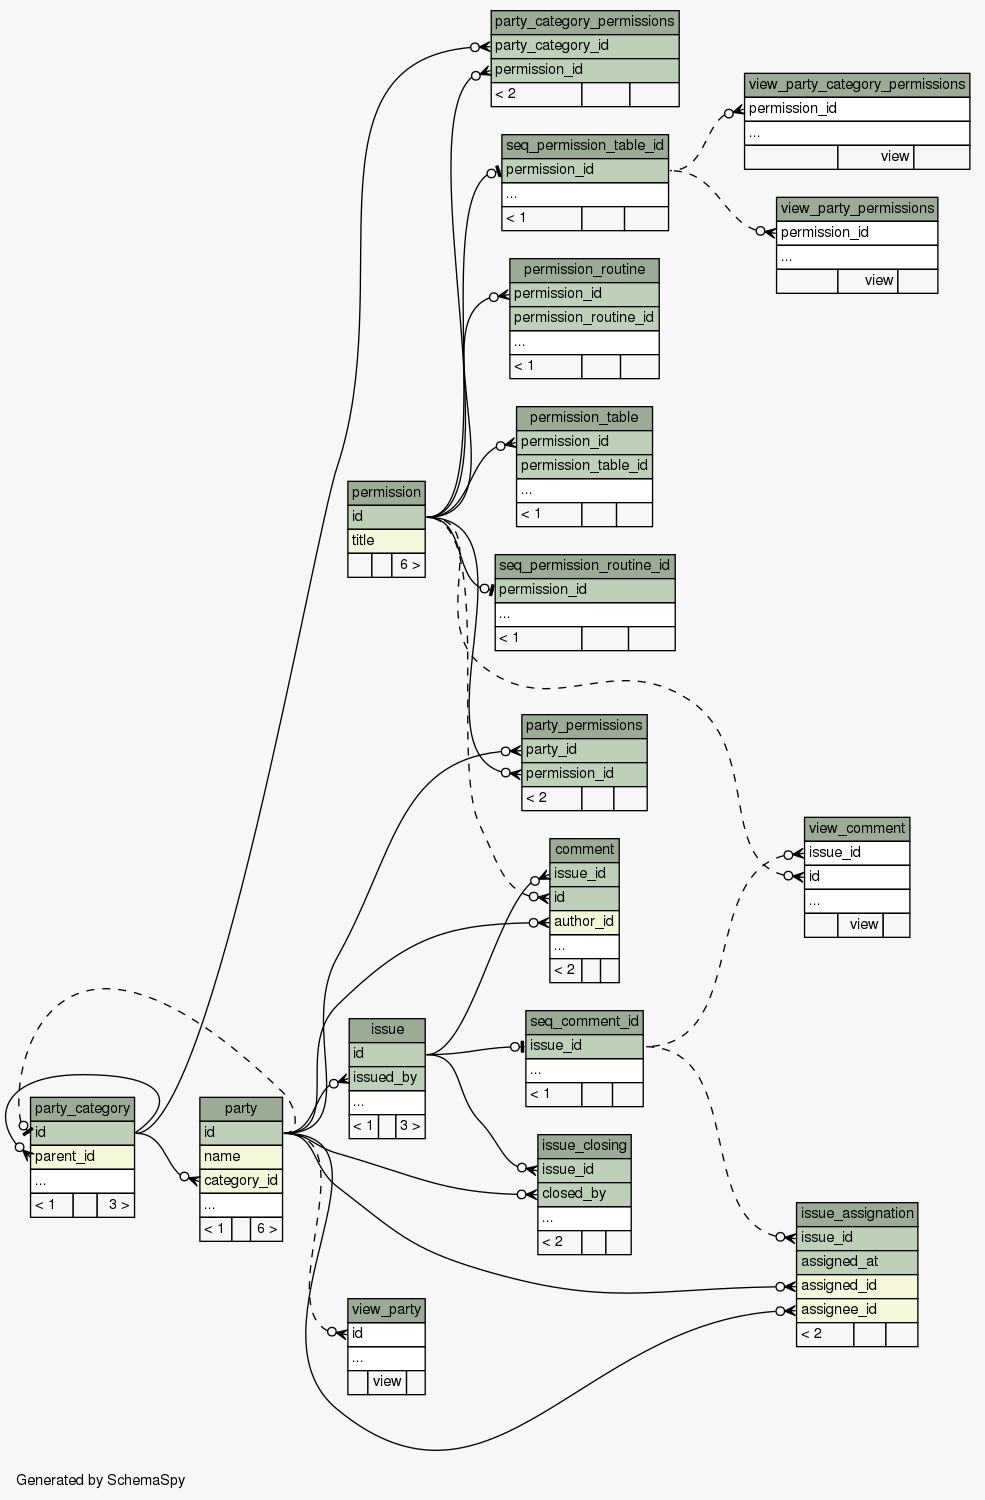 party_category_permissions
party_category_id
permission_id
< 2
view_party_category_permissions
permission_id
...
view
seq_permission_table_id
permission_id
...
< 1
view_party_permissions
permission_id
...
view
permission_routine
permission_id
permission_routine_id
...
< 1
permission_table
permission_id
permission_table_id
...
< 1
permission
id
title
6 >
seq_permission_routine_id
permission_id
...
< 1
party_permissions
party_id
permission_id
< 2
view_comment
issue_id
id
...
view
comment
issue_id
id
author_id
...
< 2
seq_comment_id
issue_id
...
< 1
issue
id
issued_by
...
< 1 3 >
party_category
id
parent_id
...
< 1 3 >
party
id
name
category_id
...
< 1 6 >
issue_closing
issue_id
closed_by
...
< 2
issue_assignation
issue_id
assigned_at
assigned_id
assignee_id
< 2
view_party
id
...
view
Generated by SchemaSpy